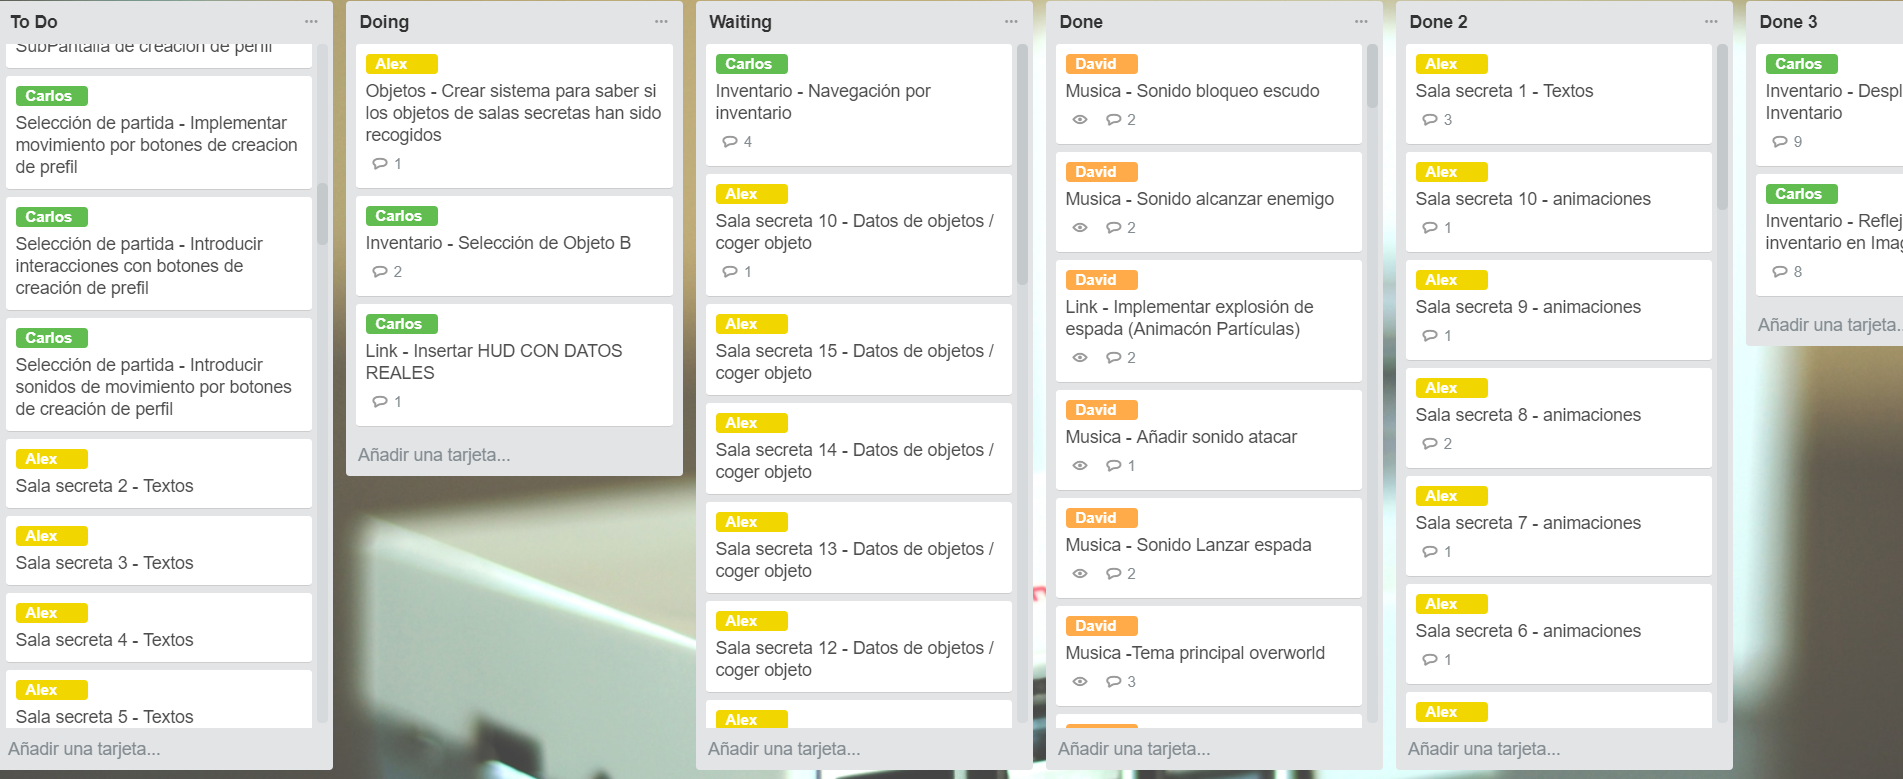 To Do
SubPantalla de creación de perfil
Carlos
Selección de partida - Implementar
movimiento por botones de creacion
de prefil
Carlos
Selección de partida - Introducir
interacciones con botones de
creación de prefil
Carlos
Selección de partida - Introducir
sonidos de movimiento por botones
de creación de perfil
Alex
Sala secreta 2 - Textos
Alex
Sala secreta 3 - Textos
Alex
Sala secreta 4 - Textos
Alex
Sala secreta 5 - Textos
Añadir una tarjeta...
Doing
Alex
Objetos - Crear sistema para saber si
los objetos de salas secretas han sido
recogidos
1
Carlos
Inventario - Selección de Objeto B
2
Carlos
Link - Insertar HUD CON DATOS
REALES
1
Añadir una tarjeta...
Waiting
Carlos
Inventario - Navegación por
inventario
4
Alex
Sala secreta 10 - Datos de objetos /
coger objeto
1
Alex
Sala secreta 15 - Datos de objetos /
coger objeto
Alex
Sala secreta 14 - Datos de objetos /
coger objeto
Alex
Sala secreta 13 - Datos de objetos /
coger objeto
Alex
Sala secreta 12 - Datos de objetos /
coger objeto
Alex
Añadir una tarjeta...
Done
David
Musica - Sonido bloqueo escudo
2
David
Musica - Sonido alcanzar enemigo
2
David
Link - Implementar explosión de
espada (Animacón Partículas)
2
David
Musica - Añadir sonido atacar
1
David
Musica - Sonido Lanzar espada
2
David
Musica -Tema principal overworld
3
Añadir una tarjeta...
Done 2
Alex
Sala secreta 1 - Textos
3
Alex
Sala secreta 10 - animaciones
1
Alex
Sala secreta 9 - animaciones
1
Alex
Sala secreta 8 - animaciones
2
Alex
Sala secreta 7 - animaciones
1
Alex
Sala secreta 6 - animaciones
1
Alex
Añadir una tarjeta...
Done 3
Carlos
Inventario - Despl
Inventario
9
Carlos
Inventario - Reflej
inventario en Imag
8
Añadir una tarjeta..